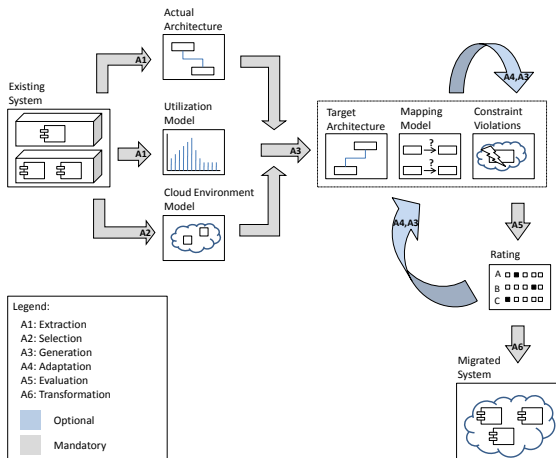 Actual
Architecture
A1
Existing
System
Utilization
Model
A1
A3
Cloud Environment
Model
A2
A4,A3
Target
Architecture
Mapping
Model
?
?
Constraint
Violations
A4,A3
A5
Rating
A
B
C
A6
Migrated
System
Legend:
A1: Extraction
A2: Selection
A3: Generation
A4: Adaptation
A5: Evaluation
A6: Transformation
Optional
Mandatory